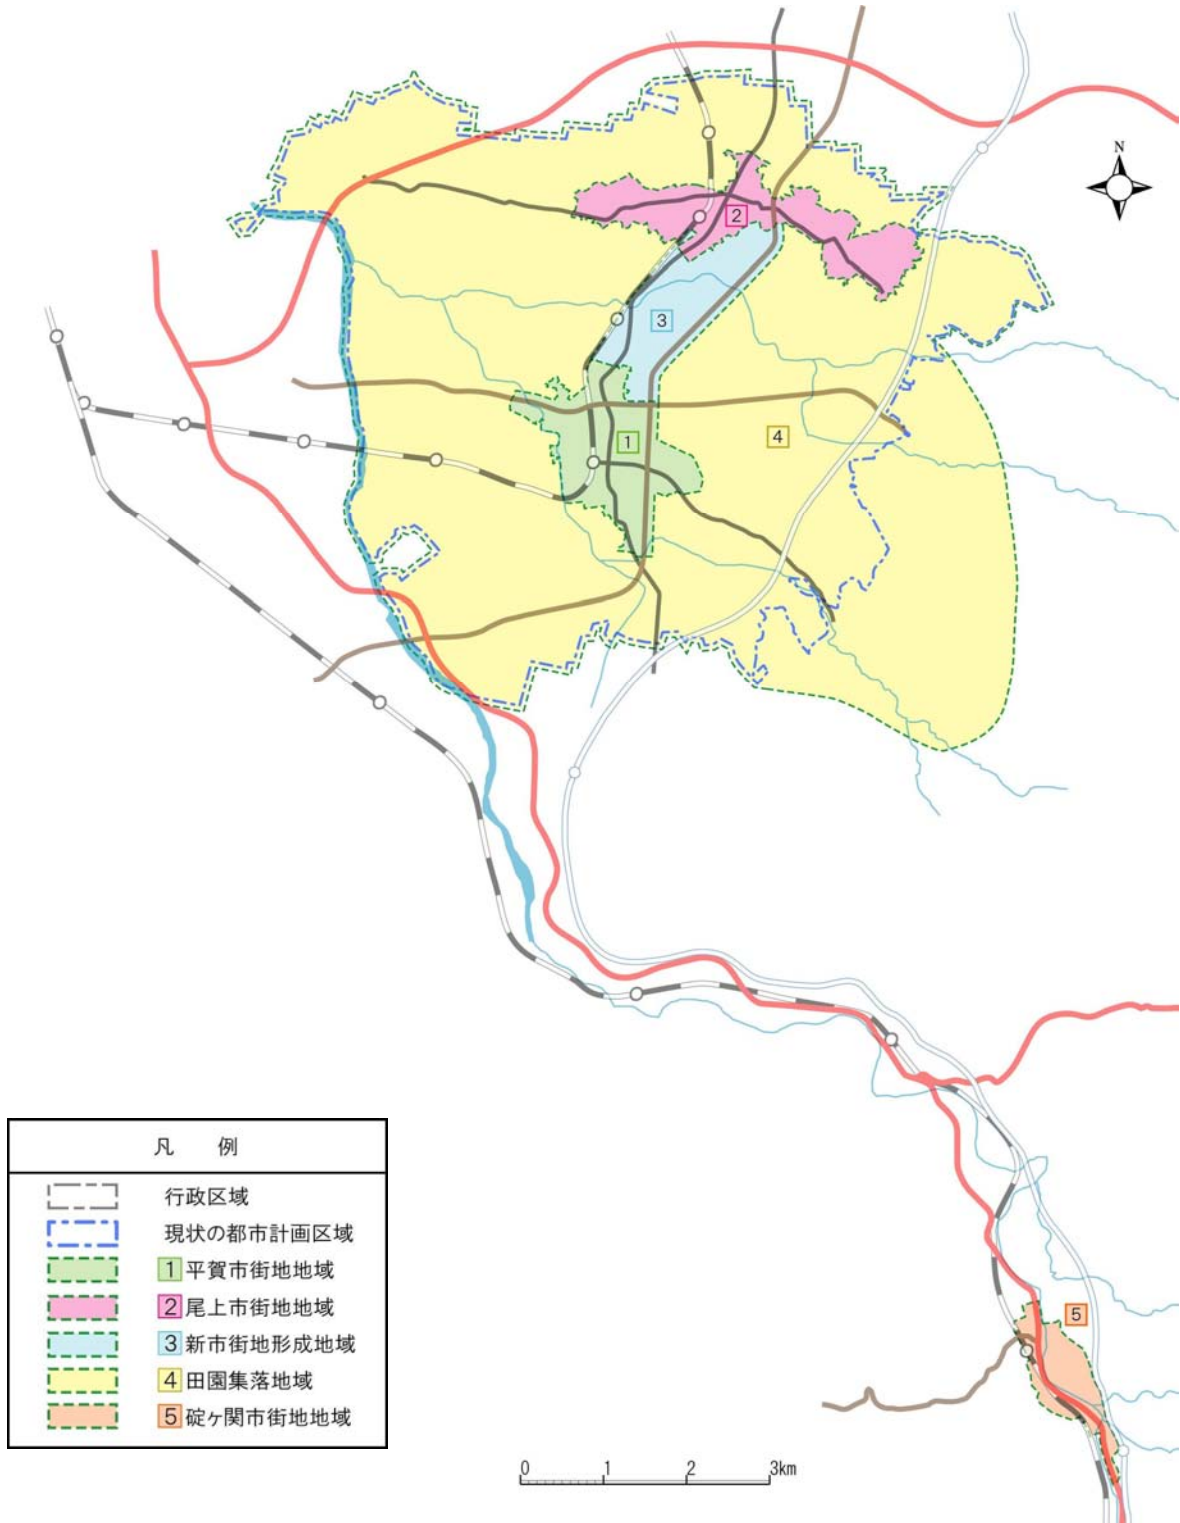 N
2
3
1
4
5
凡 例
行政区域
現状の都市計画区域
1 平賀市街地地域
2 尾上市街地地域
3 新市街地形成地域
4 田園集落地域
5 碇ヶ関市街地地域
0 1 2 3km